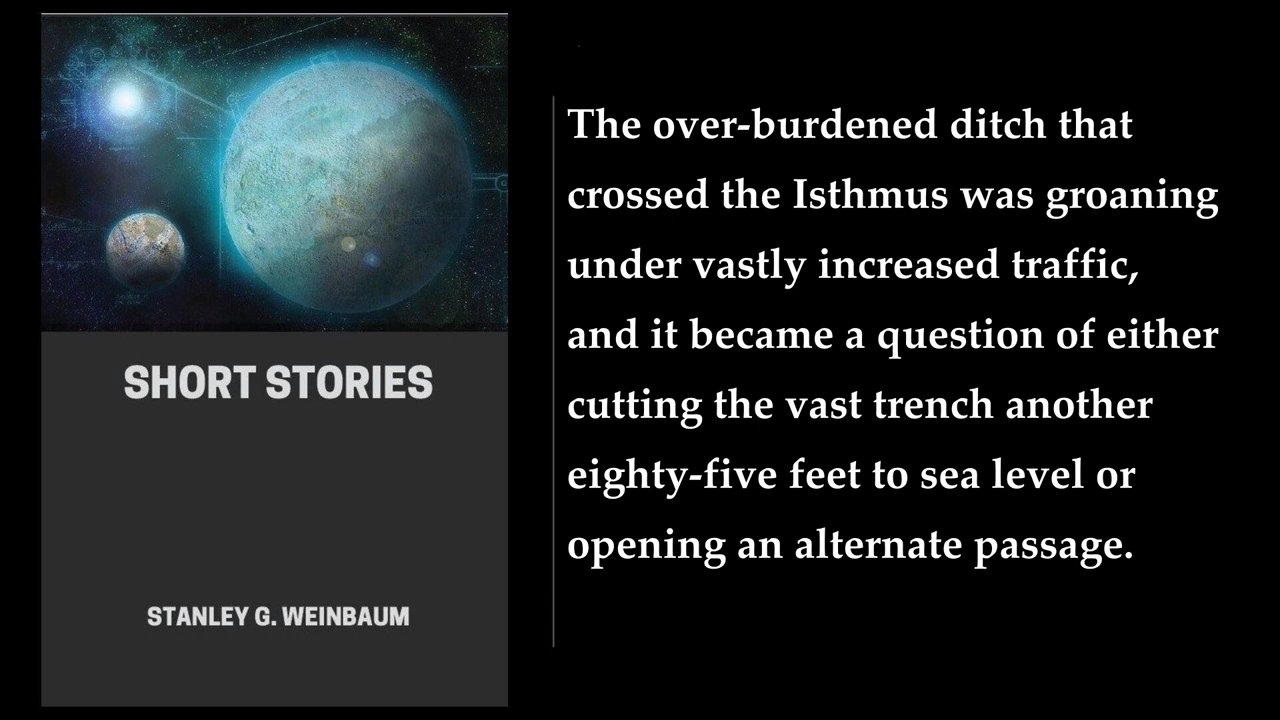 SHORT STORIES
STANLEY G. WEINBAUM
The over-burdened ditch that
crossed the Isthmus was groaning
under vastly increased traffic,
and it became a question of either
cutting the vast trench another
eighty-five feet to sea level or
opening an alternate passage.